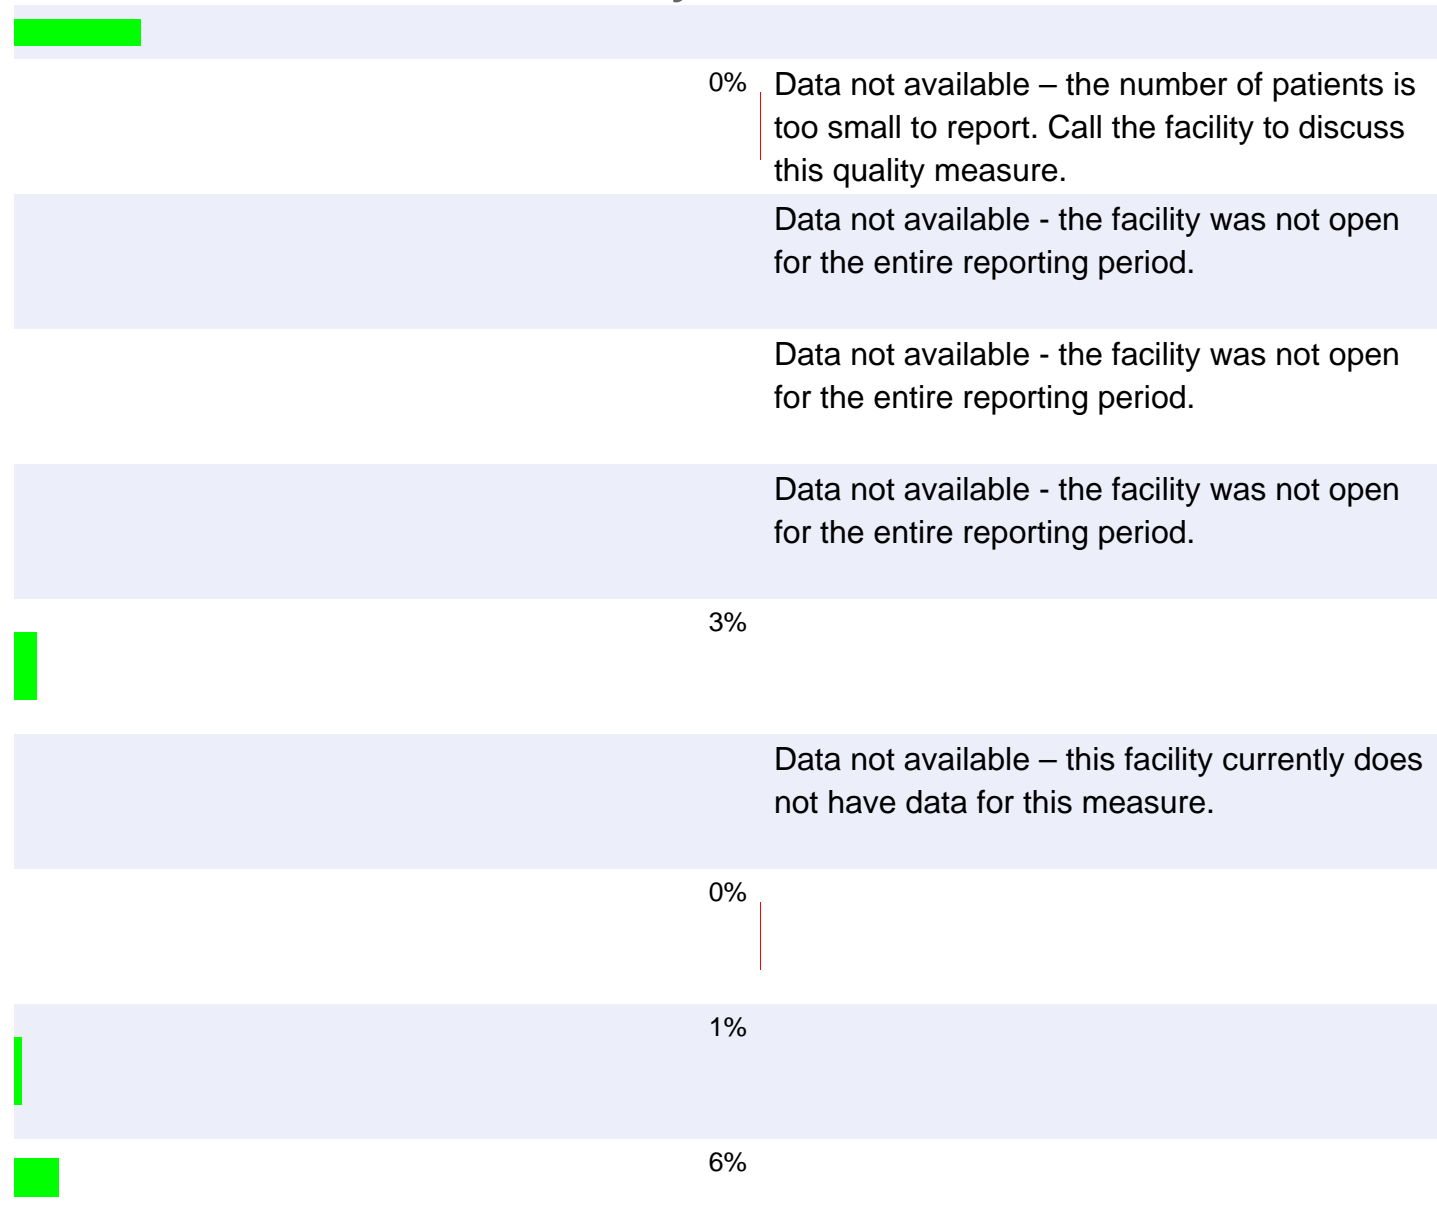 0%
Data not available – the number of patients is
too small to report. Call the facility to discuss
this quality measure.
Data not available - the facility was not open
for the entire reporting period.
Data not available - the facility was not open
for the entire reporting period.
Data not available - the facility was not open
for the entire reporting period.
3%
Data not available – this facility currently does
not have data for this measure.
0%
1%
6%